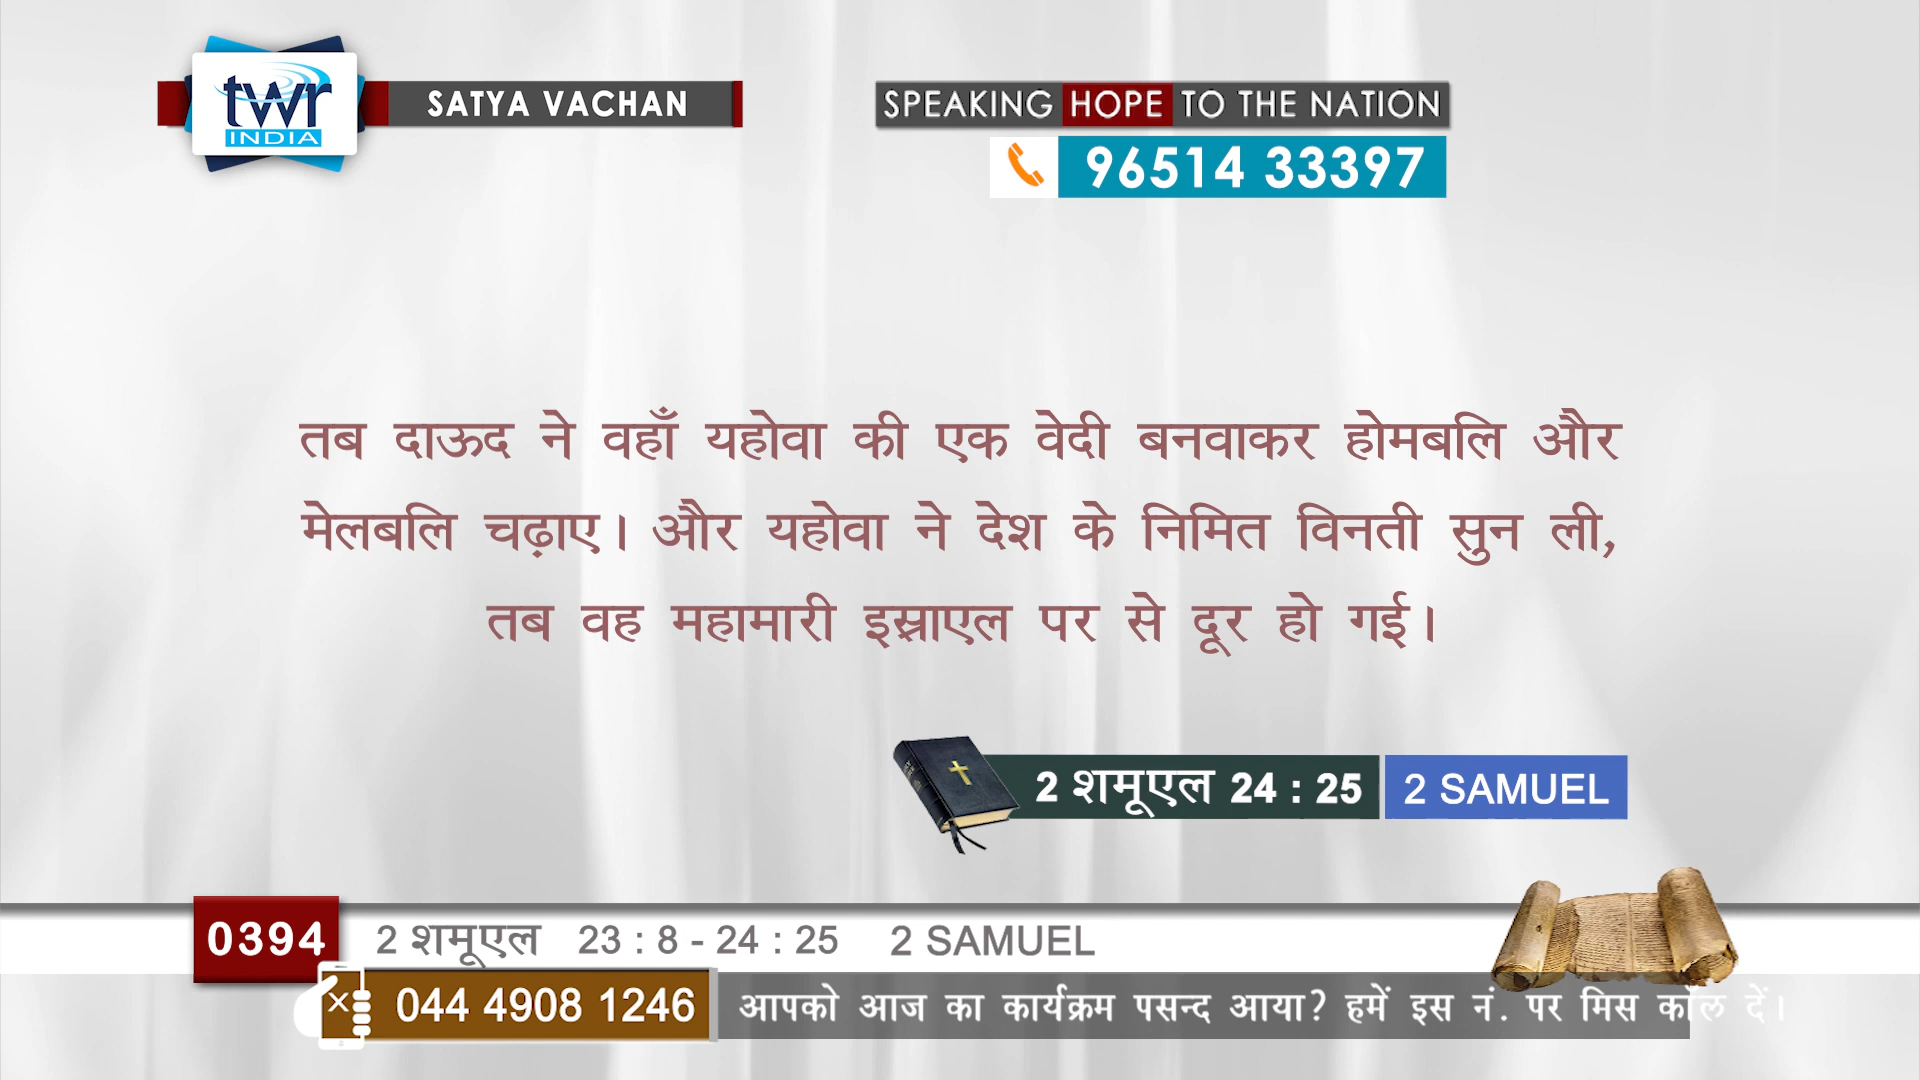 twr
INDIA
SATYA VACHAN
SPEAKING HOPE TO THE NATION
96514 33397
तब दाऊद ने वहाँ यहोवा की एक वेदी बनवाकर होमबलि और
मेलबलि चढ़ाए। और यहोवा ने देश के निमित विनती सुन ली,
तब वह महामारी इस्राएल पर से दूर हो गई।
2 शमूएल 24 : 25
2 SAMUEL
0394
2 शमूएल 23 : 8 - 24 : 25 2 SAMUEL
044 4908 1246
आपको आज का कार्यक्रम पसन्द आया? हमें इस नं. पर मिस कॉल दें।